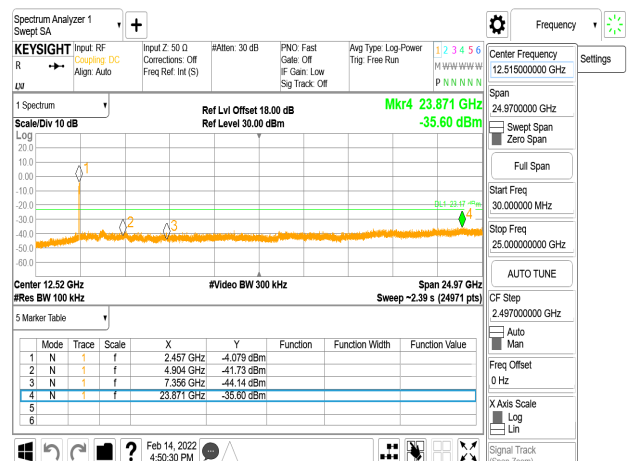 Spectrum Analyzer 1
Swept SA
Frequency
KEYSIGHT
R
Input: RF
Coupling: DC
Align: Auto
Input Z: 50 Ω
Corrections: Off
Freq Ref: Int (S)
#Atten: 30 dB
PNO: Fast
Gate: Off
IF Gain: Low
Sig Track: Off
Avg Type: Log-Power
Trig: Free Run
1 2 3 4 5 6
M W W W W W
P N N N N N
LXI
Settings
Center Frequency
12.515000000 GHz
Span
24.9700000 GHz
Swept Span
Zero Span
Full Span
Start Freq
30.000000 MHz
Stop Freq
25.000000000 GHz
AUTO TUNE
CF Step
2.497000000 GHz
Auto
Man
Freq Offset
0 Hz
X Axis Scale
Log
Lin
Signal Track
(Span Zoom)
1 Spectrum
Scale/Div 10 dB
Ref Lvl Offset 18.00 dB
Ref Level 30.00 dBm
Mkr4 23.871 GHz
-35.60 dBm
Log
20.0
10.0
0.00
-10.0
-20.0
-30.0
-40.0
-50.0
-60.0
1
2
3
4
Center 12.52 GHz
#Res BW 100 kHz
#Video BW 300 kHz
Span 24.97 GHz
Sweep ~2.39 s (24971 pts)
5 Marker Table
Mode Trace Scale X Y Function Function Width Function Value
1 N 1 f 2.457 GHz -4.079 dBm
2 N 1 f 4.904 GHz -41.73 dBm
3 N 1 f 7.356 GHz -44.14 dBm
4 N 1 f 23.871 GHz -35.60 dBm
5
6
?
Feb 14, 2022
4:50:30 PM